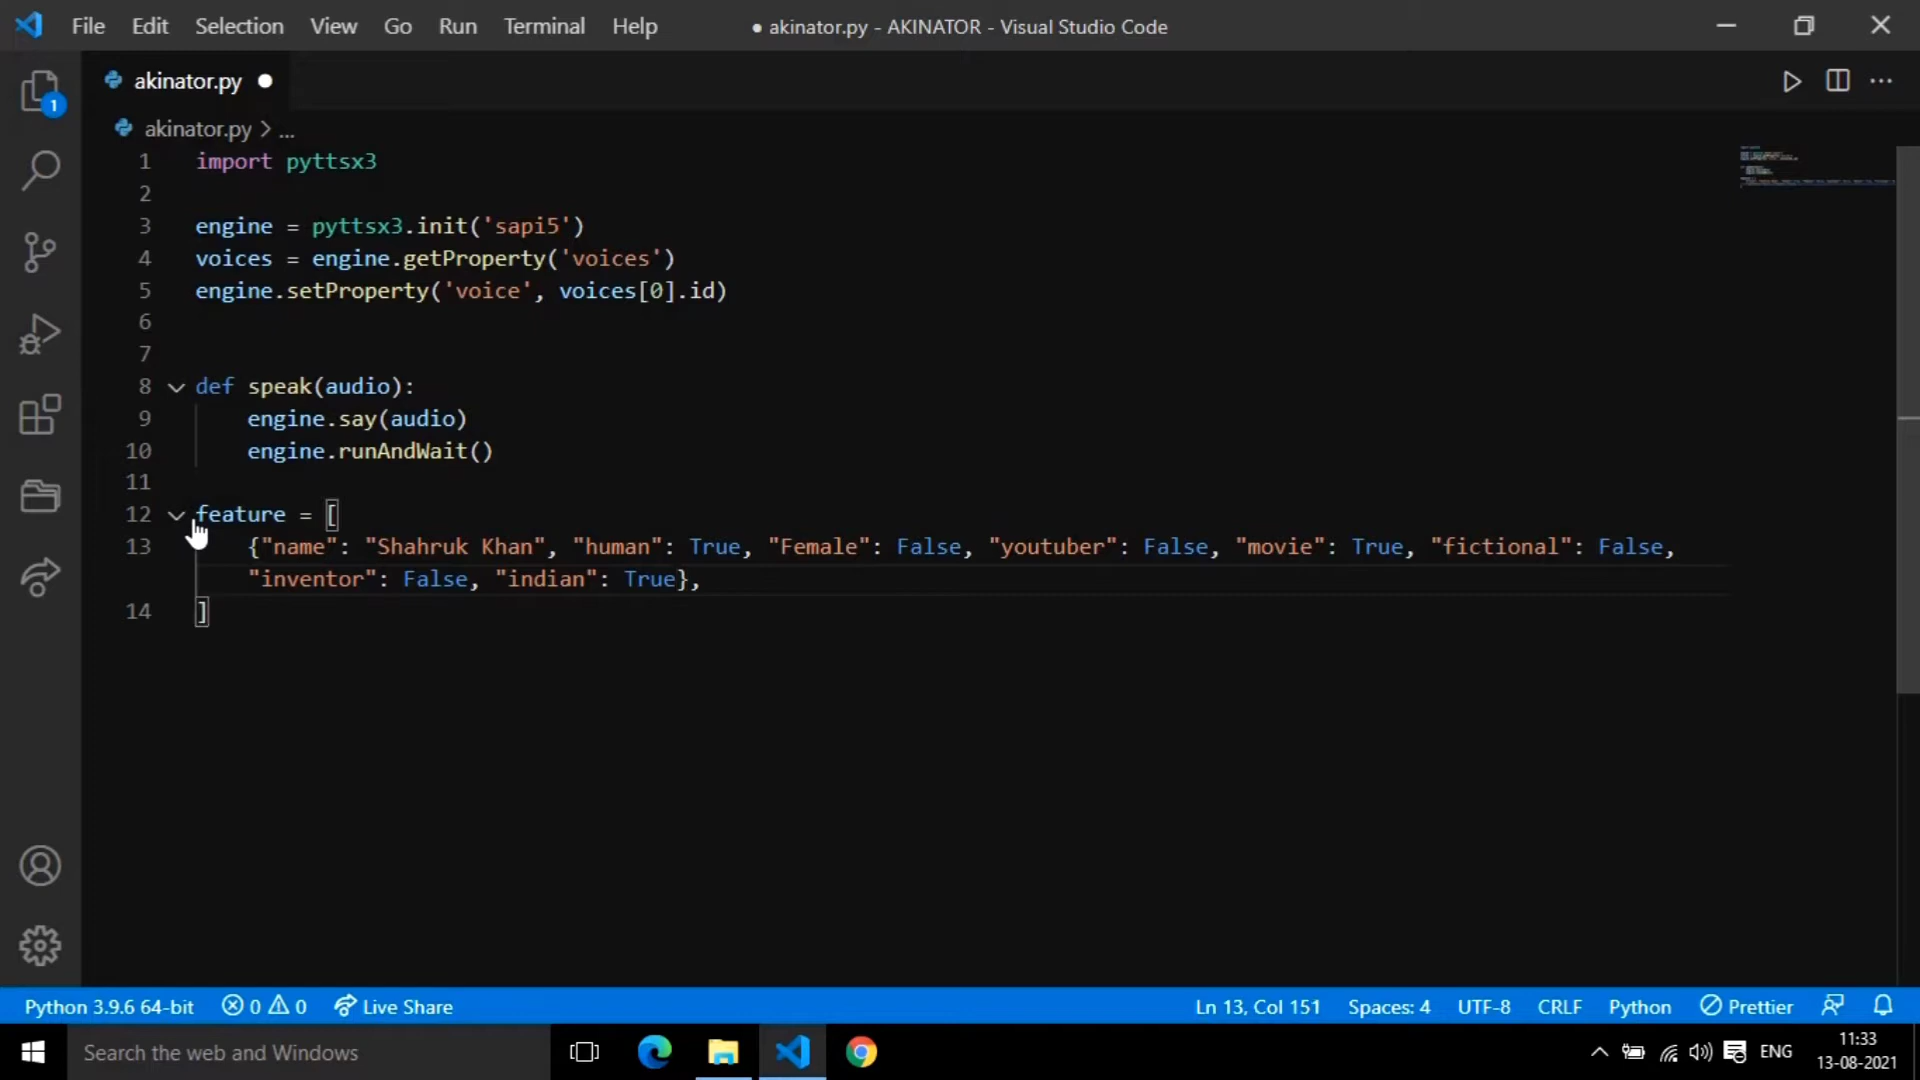 File Edit Selection View Go Run Terminal Help ● akinator.py - AKINATOR - Visual Studio Code
akinator.py ●
akinator.py > ...
1 import pyttsx3
2
3 engine = pyttsx3.init('sapi5')
4 voices = engine.getProperty('voices')
5 engine.setProperty('voice', voices[0].id)
6
7
8 def speak(audio):
9 engine.say(audio)
10 engine.runAndWait()
11
12 feature = [
13 {"name": "Shahruk Khan", "human": True, "Female": False, "youtuber": False, "movie": True, "fictional": False,
"inventor": False, "indian": True},
14 ]
1
Python 3.9.6 64-bit 0 0 Live Share Ln 13, Col 151 Spaces: 4 UTF-8 CRLF Python Prettier
Search the web and Windows ENG 11:33
13-08-2021